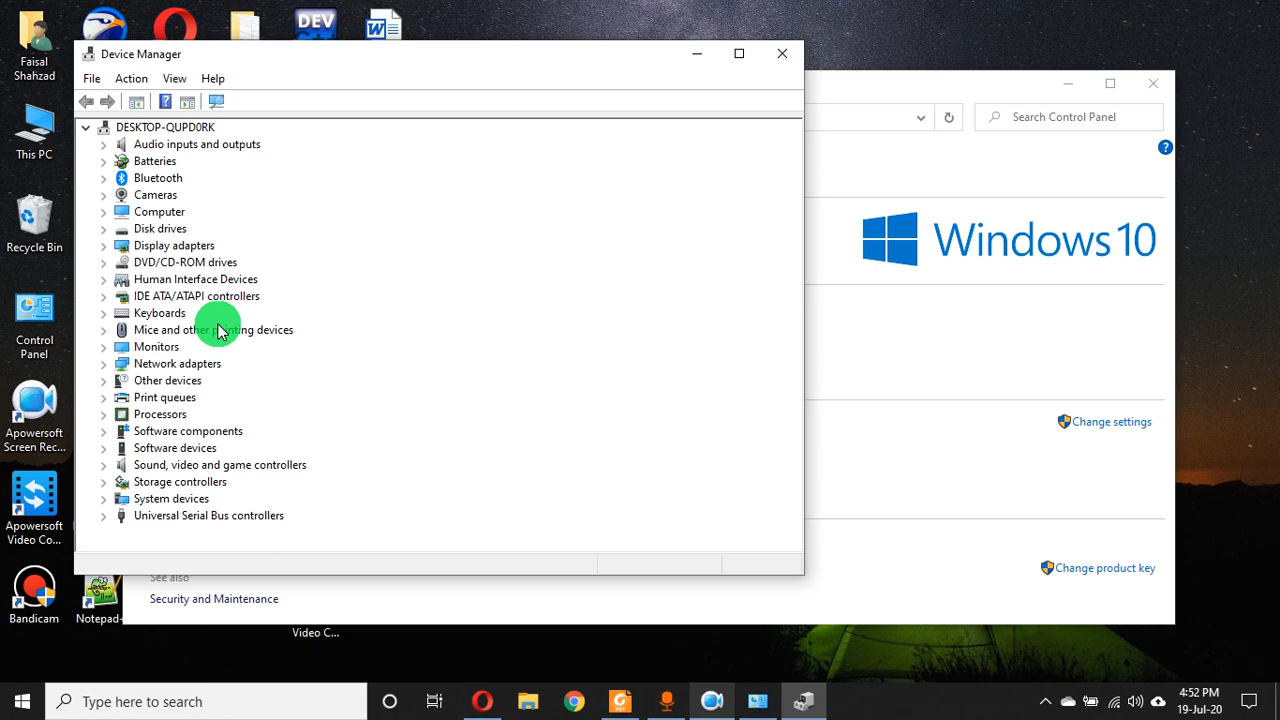 DEV
Faisal
Shahzad
This PC
Recycle Bin
Control
Panel
Apowersoft
Screen Rec...
Apowersoft
Video Co...
Bandicam
Notepad
Video C...
Device Manager
File Action View Help
DESKTOP-QUPD0RK
Audio inputs and outputs
Batteries
Bluetooth
Cameras
Computer
Disk drives
Display adapters
DVD/CD-ROM drives
Human Interface Devices
IDE ATA/ATAPI controllers
Keyboards
Mice and other pointing devices
Monitors
Network adapters
Other devices
Print queues
Processors
Software components
Software devices
Sound, video and game controllers
Storage controllers
System devices
Universal Serial Bus controllers
Search Control Panel
Windows 10
Change settings
Change product key
See also
Security and Maintenance
Type here to search
4:52 PM
19-Jul-20